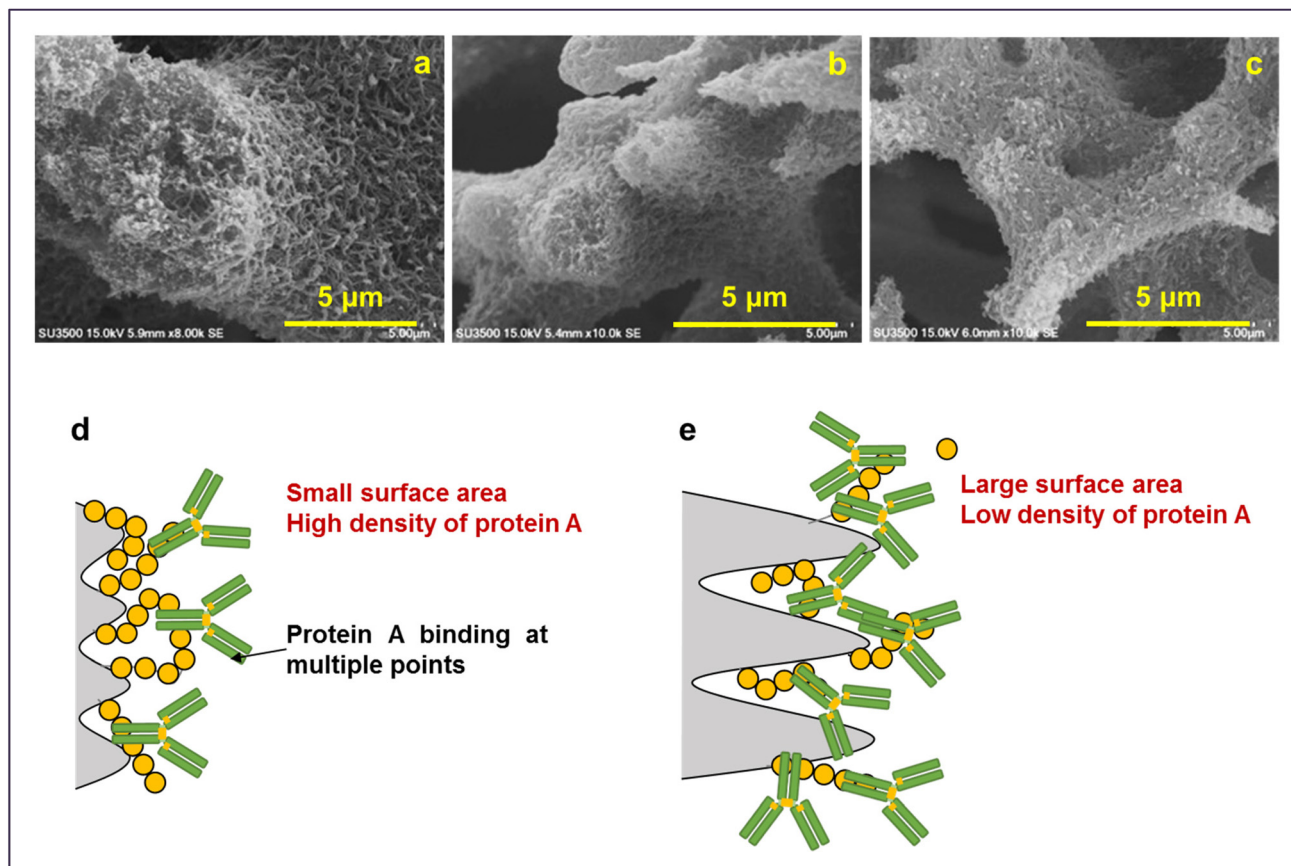 a
b
c
5 µm
5 µm
5 µm
SU3500 15.0kV 5.9mm x8.00k SE 5.00µm
SU3500 15.0kV 5.4mm x10.0k SE 5.00µm
SU3500 15.0kV 6.0mm x10.0k SE 5.00µm
d
Small surface area
High density of protein A
Protein A binding at
multiple points
e
Large surface area
Low density of protein A